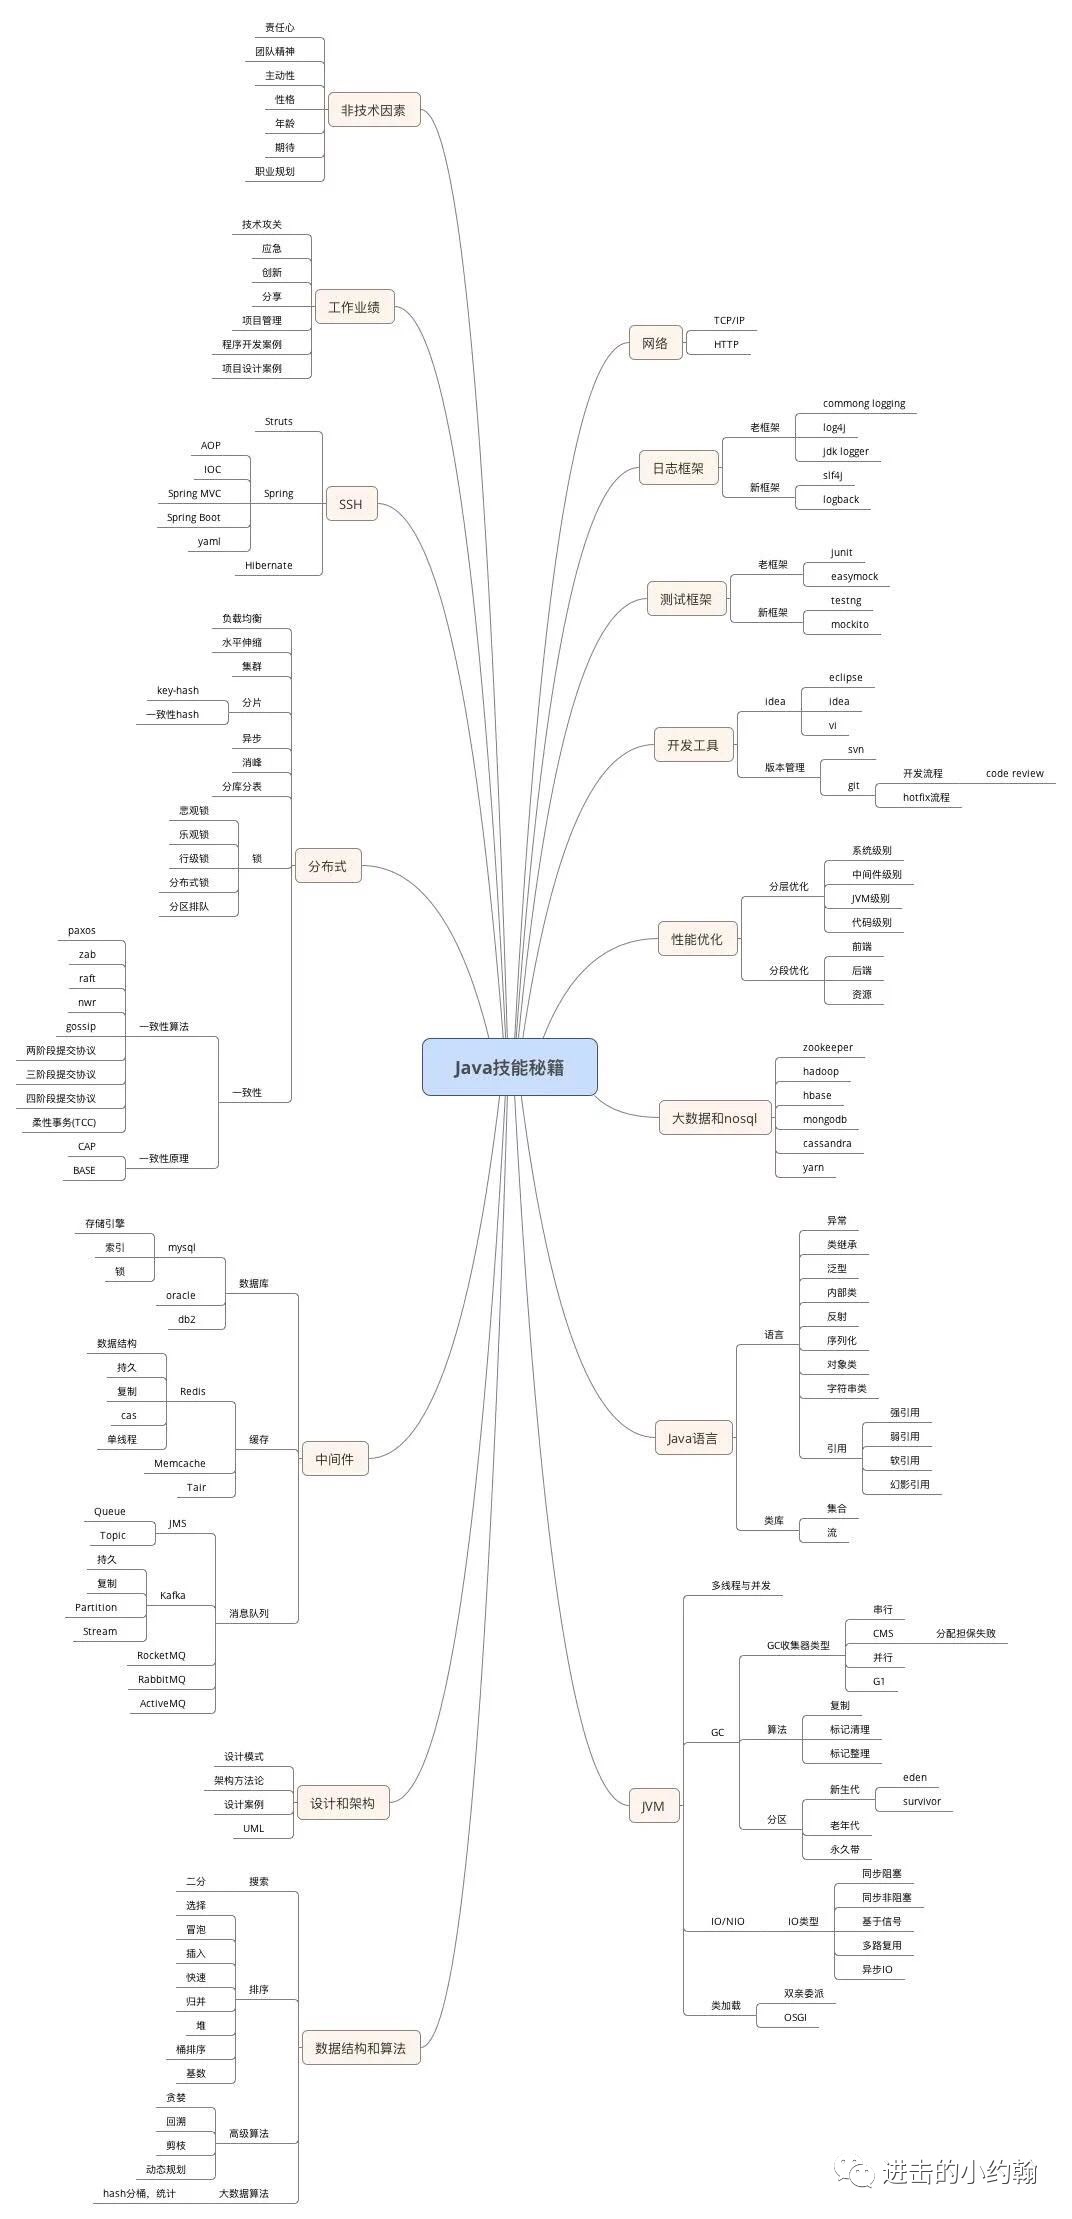 Java技能秘籍
非技术因素
责任心
团队精神
主动性
性格
年龄
期待
职业规划
工作业绩
技术攻关
应急
创新
分享
项目管理
程序开发案例
项目设计案例
SSH
Struts
Spring
AOP
IOC
Spring MVC
Spring Boot
yaml
Hibernate
分布式
负载均衡
水平伸缩
集群
分片
key-hash
一致性hash
异步
消峰
分库分表
锁
悲观锁
乐观锁
行级锁
分布式锁
分区排队
一致性
一致性算法
paxos
zab
raft
nwr
gossip
两阶段提交协议
三阶段提交协议
四阶段提交协议
柔性事务(TCC)
一致性原理
CAP
BASE
中间件
数据库
mysql
存储引擎
索引
锁
oracle
db2
缓存
Redis
数据结构
持久
复制
cas
单线程
Memcache
Tair
消息队列
JMS
Queue
Topic
Kafka
持久
复制
Partition
Stream
RocketMQ
RabbitMQ
ActiveMQ
设计和架构
设计模式
架构方法论
设计案例
UML
数据结构和算法
搜索
二分
排序
选择
冒泡
插入
快速
归并
堆
桶排序
基数
高级算法
贪婪
回溯
剪枝
动态规划
大数据算法
hash分桶，统计
网络
TCP/IP
HTTP
日志框架
老框架
commong logging
log4j
jdk logger
新框架
slf4j
logback
测试框架
老框架
junit
easymock
新框架
testng
mockito
开发工具
idea
eclipse
idea
vi
版本管理
svn
git
开发流程
code review
hotfix流程
性能优化
分层优化
系统级别
中间件级别
JVM级别
代码级别
分段优化
前端
后端
资源
大数据和nosql
zookeeper
hadoop
hbase
mongodb
cassandra
yarn
Java语言
语言
异常
类继承
泛型
内部类
反射
序列化
对象类
字符串类
引用
强引用
弱引用
软引用
幻影引用
类库
集合
流
JVM
多线程与并发
GC
GC收集器类型
串行
CMS
分配担保失败
并行
G1
算法
复制
标记清理
标记整理
分区
新生代
eden
survivor
老年代
永久带
IO/NIO
IO类型
同步阻塞
同步非阻塞
基于信号
多路复用
异步IO
类加载
双亲委派
OSGI
进击的小约翰